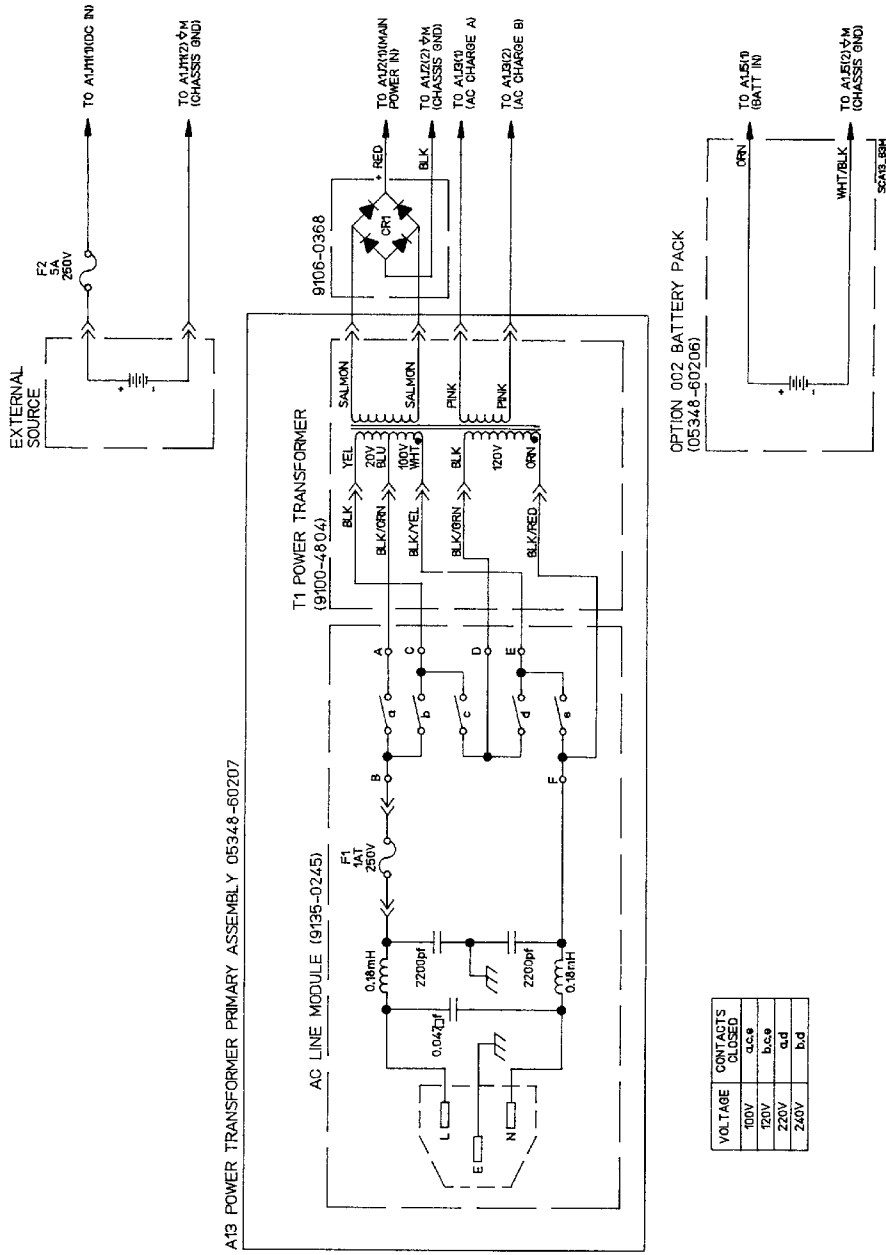 A13 POWER TRANSFORMER PRIMARY ASSEMBLY 05348-60207
AC LINE MODULE (9135-0245)
L
E
N
0.047 f
0.18mH
2200pf
2200pf
0.18mH
F1
1AT
250V
B
F
a
b
c
d
e
A
C
D
E
T1 POWER TRANSFORMER
(9100-4804)
BLK
BLK/ORN
BLK/YEL
BLK/GRN
BLK/RED
YEL
20V
BLU
100V
WHT
BLK
120V
ORN
SALMON
SALMON
PINK
PINK
9106-0368
CR1
+ RED
BLK
TO A1J2(1)(MAIN
POWER IN)
TO A1J2(2) M
(CHASSIS GND)
TO A1J3(1)
(AC CHARGE A)
TO A1J3(2)
(AC CHARGE B)
EXTERNAL
SOURCE
+
-
F2
5A
250V
TO A1J11(1)(DC IN)
TO A1J11(2) M
(CHASSIS GND)
OPTION 002 BATTERY PACK
(05348-60206)
+
-
ORN
WHT/BLK
TO A1J5(1)
(BATT IN)
TO A1J5(2) M
(CHASSIS GND)
SCA13_63H
VOLTAGE CONTACTS CLOSED
100V a,c,e
120V b,c,e
220V a,d
240V b,d